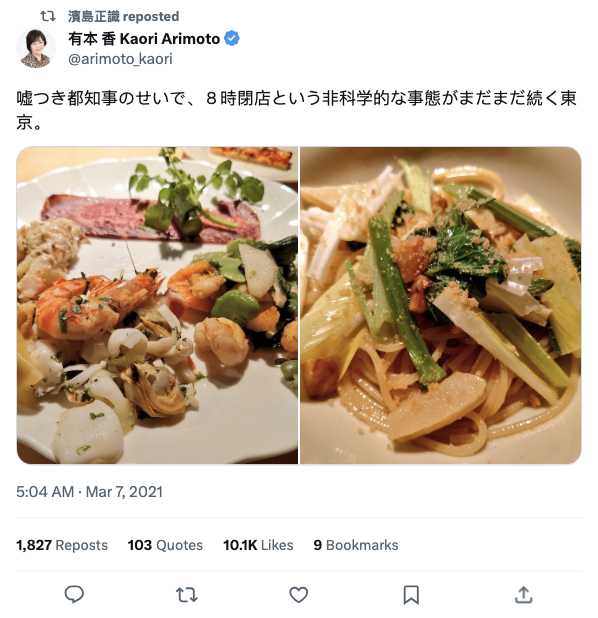 濱島正識 reposted
有本 香 Kaori Arimoto
@arimoto_kaori
嘘つき都知事のせいで、８時閉店という非科学的な事態がまだまだ続く東
京。
5:04 AM · Mar 7, 2021
1,827 Reposts 103 Quotes 10.1K Likes 9 Bookmarks